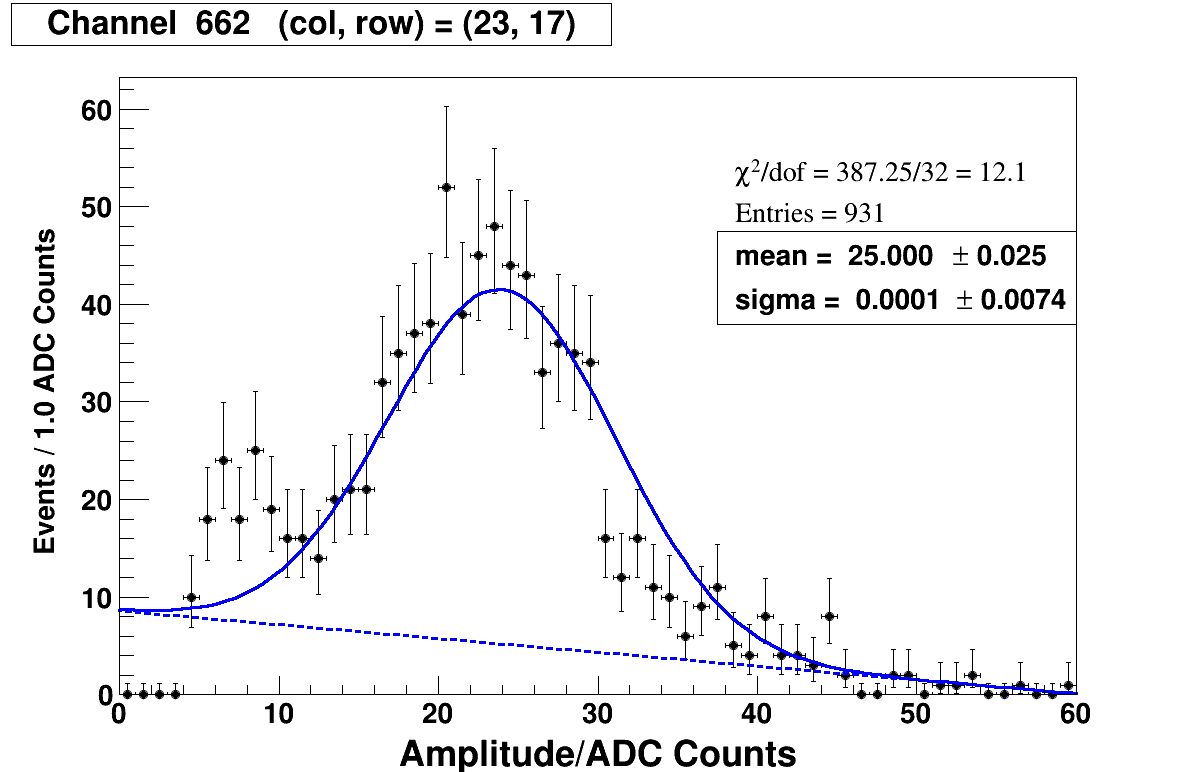 Channel 662 (col, row) = (23, 17)
χ²/dof = 387.25/32 = 12.1
Entries = 931
mean = 25.000 ± 0.025
sigma = 0.0001 ± 0.0074
Events / 1.0 ADC Counts
60
50
40
30
20
10
0
0 10 20 30 40 50 60
Amplitude/ADC Counts